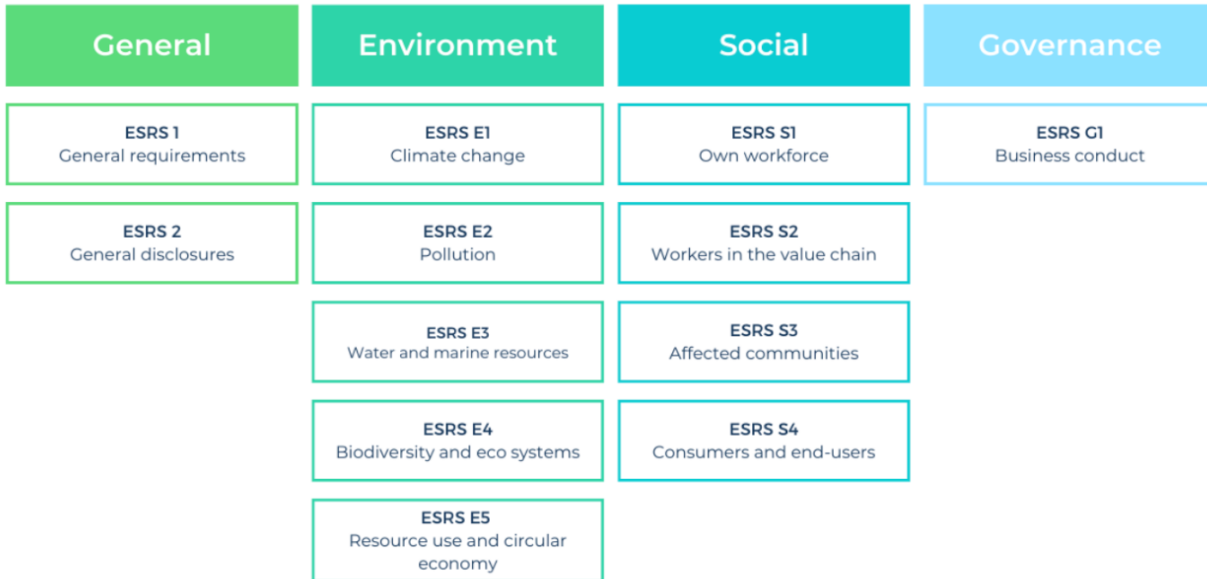 General
ESRS 1
General requirements
ESRS 2
General disclosures
Environment
ESRS E1
Climate change
ESRS E2
Pollution
ESRS E3
Water and marine resources
ESRS E4
Biodiversity and eco systems
ESRS E5
Resource use and circular
economy
Social
ESRS S1
Own workforce
ESRS S2
Workers in the value chain
ESRS S3
Affected communities
ESRS S4
Consumers and end-users
Governance
ESRS G1
Business conduct